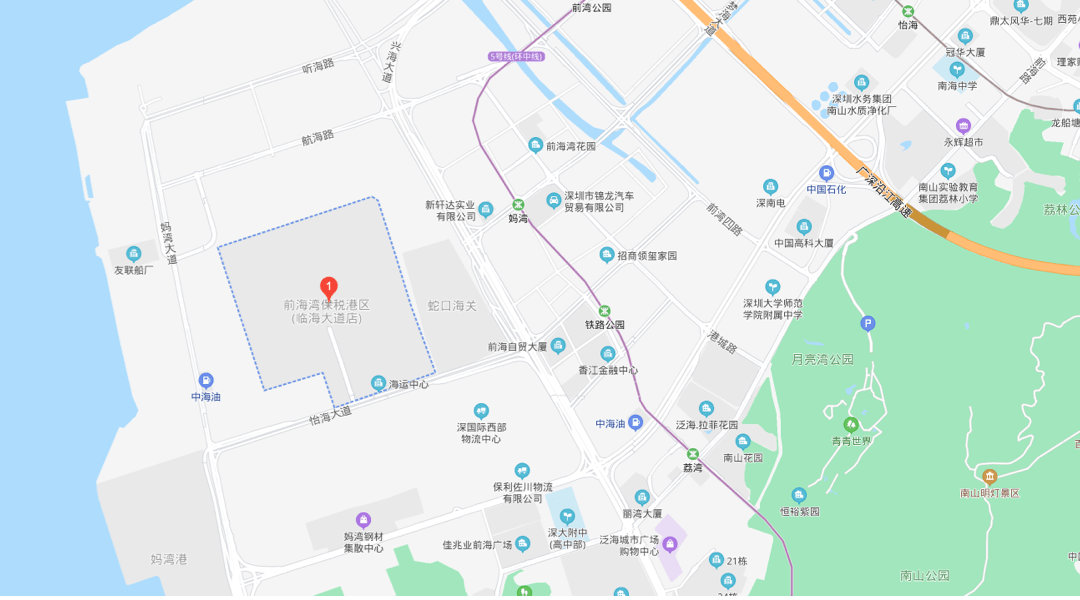 前湾公园
怡海
鼎太风华-七期
冠华大厦
前海路
南海中学
听海路
兴海大道
5号线(环中线)
深圳水务集团
南山水质净化厂
永辉超市
龙船塘
航海路
前海湾花园
广深沿江高速
中国石化
南山实验教育
集团荔林小学
荔林公
深南电
深圳市锦龙汽车
贸易有限公司
新轩达实业
有限公司
妈湾
前湾四路
妈湾大道
中国高科大厦
友联船厂
招商领玺家园
1
前海湾保税港区
(临海大道店)
蛇口海关
深圳大学师范
学院附属中学
铁路公园
P
港城路
月亮湾公园
前海自贸大厦
香江金融中心
中海油
海运中心
怡海大道
深国际西部
物流中心
中海油
泛海.拉菲花园
青青世界
南山花园
荔湾
保利佐川物流
有限公司
南山明灯景区
恒裕紫园
丽湾大厦
妈湾钢材
集散中心
佳兆业前海广场
深大附中
(高中部)
泛海城市广场
购物中心
妈湾港
21栋
南山公园